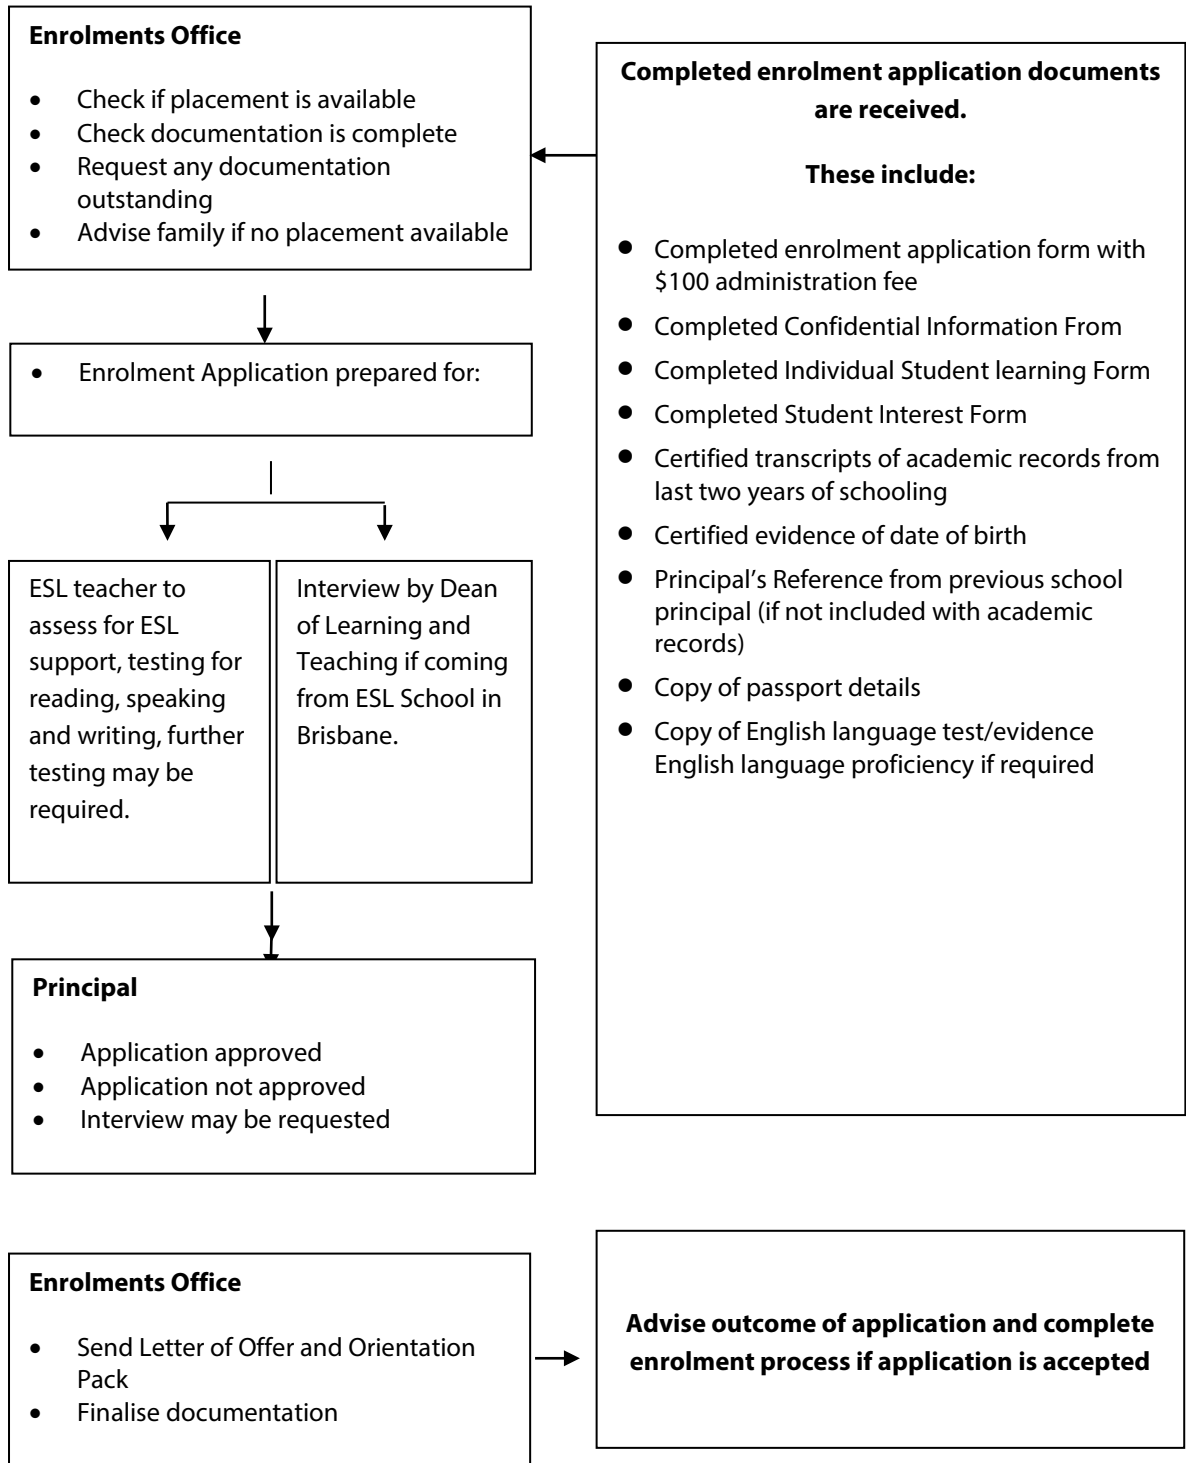 Enrolments Office
• Check if placement is available
• Check documentation is complete
• Request any documentation
outstanding
• Advise family if no placement available
Completed enrolment application documents
are received.
These include:
• Completed enrolment application form with
$100 administration fee
• Completed Confidential Information From
• Completed Individual Student learning Form
• Completed Student Interest Form
• Certified transcripts of academic records from
last two years of schooling
• Certified evidence of date of birth
• Principal’s Reference from previous school
principal (if not included with academic
records)
• Copy of passport details
• Copy of English language test/evidence
English language proficiency if required
• Enrolment Application prepared for:
ESL teacher to
assess for ESL
support, testing for
reading, speaking
and writing, further
testing may be
required.
Interview by Dean
of Learning and
Teaching if coming
from ESL School in
Brisbane.
Principal
• Application approved
• Application not approved
• Interview may be requested
Enrolments Office
• Send Letter of Offer and Orientation
Pack
• Finalise documentation
Advise outcome of application and complete
enrolment process if application is accepted